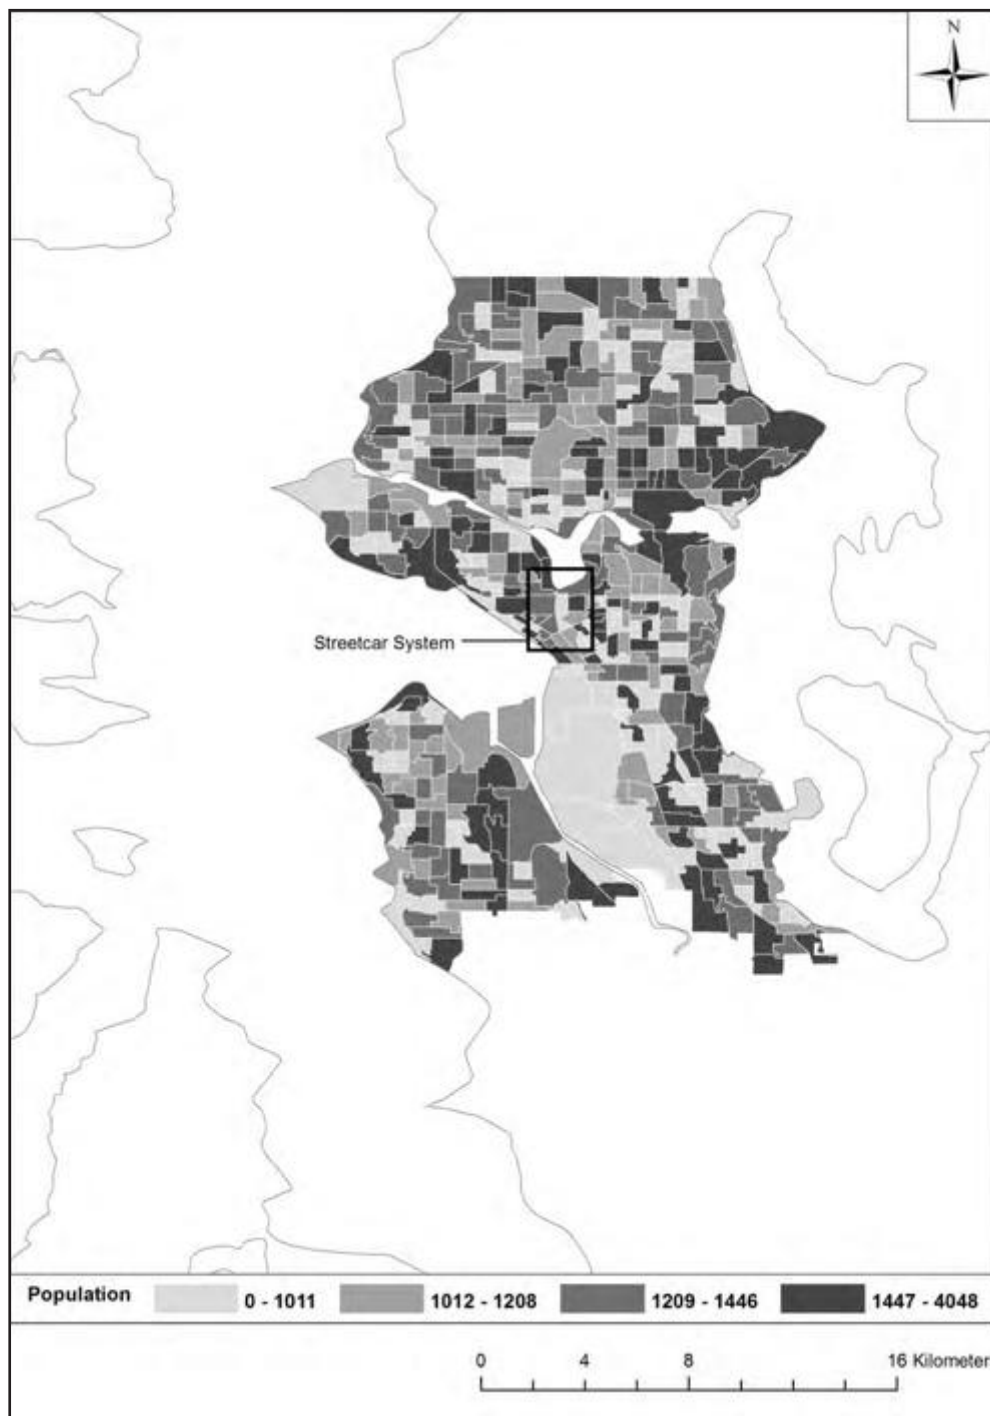 N
Streetcar System
Population
0 - 1011
1012 - 1208
1209 - 1446
1447 - 4048
0 4 8 16 Kilometer